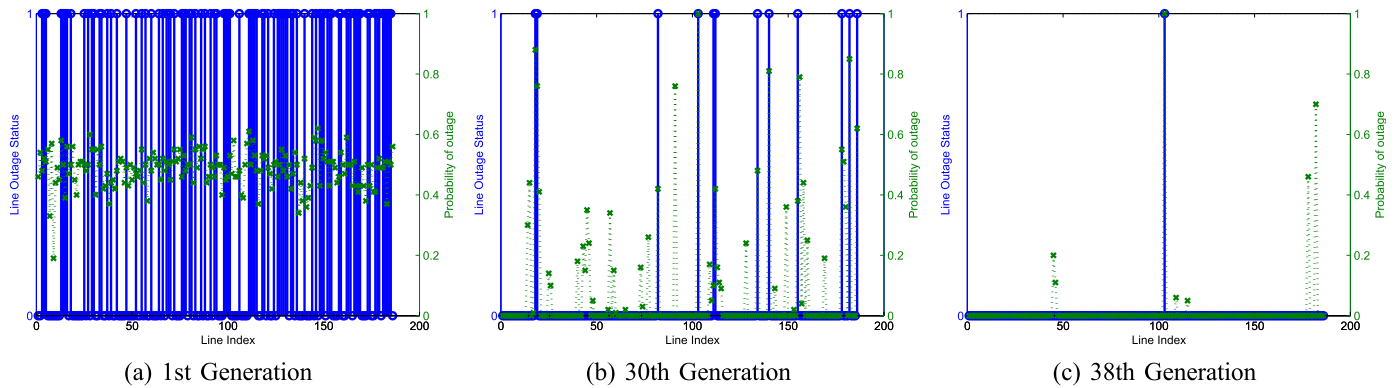 1
0
Line Outage Status
0 50 100 150 200
Line Index
1
0.8
0.6
0.4
0.2
0
Probability of outage
(a) 1st Generation
1
0
Line Outage Status
0 50 100 150 200
Line Index
1
0.8
0.6
0.4
0.2
0
Probability of outage
(b) 30th Generation
1
0
Line Outage Status
0 50 100 150 200
Line Index
1
0.8
0.6
0.4
0.2
0
Probability of outage
(c) 38th Generation